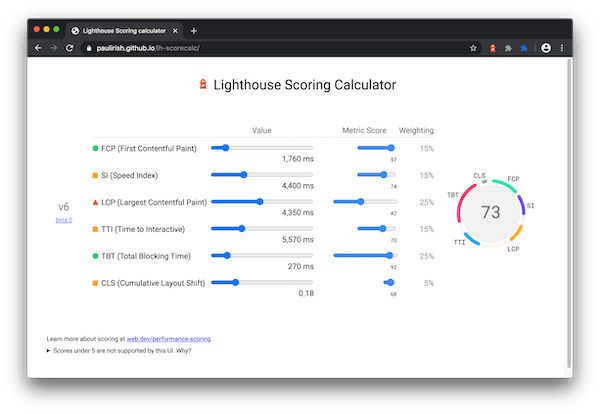 Lighthouse Scoring calculator
paulirish.github.io/lh-scorecalc/
Lighthouse Scoring Calculator
Value Metric Score Weighting
FCP (First Contentful Paint) 15%
1,760 ms 97
SI (Speed Index) 15%
4,400 ms 74
LCP (Largest Contentful Paint) 25%
4,350 ms 42
TTI (Time to Interactive) 15%
5,570 ms 70
TBT (Total Blocking Time) 25%
270 ms 92
CLS (Cumulative Layout Shift) 5%
0.18 68
v6
beta.0
CLS FCP
TBT SI
73
TTI LCP
Learn more about scoring at web.dev/performance-scoring.
Scores under 5 are not supported by this UI. Why?